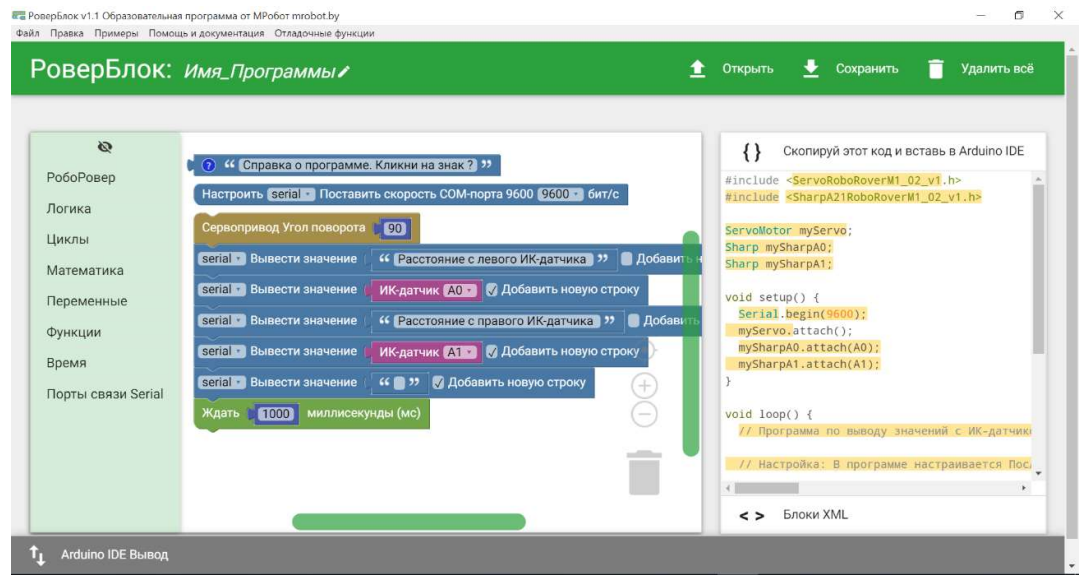 РоверБлок v1.1 Образовательная программа от МРобот mrobot.by
Файл Правка Примеры Помощь и документация Отладочные функции
РоверБлок: Имя_Программы
Открыть Сохранить Удалить всё
РобоРовер
Логика
Циклы
Математика
Переменные
Функции
Время
Порты связи Serial
? “ Справка о программе. Кликни на знак ? ”
Настроить serial Поставить скорость COM-порта 9600 9600 бит/с
Сервопривод Угол поворота 90
serial Вывести значение “ Расстояние с левого ИК-датчика ” Добавить н
serial Вывести значение ИК-датчик A0 Добавить новую строку
serial Вывести значение “ Расстояние с правого ИК-датчика ” Добавить
serial Вывести значение ИК-датчик A1 Добавить новую строку
serial Вывести значение “ ” Добавить новую строку
Ждать 1000 миллисекунды (мс)
{ } Скопируй этот код и вставь в Arduino IDE
#include <ServoRoboRoverM1_02_v1.h>
#include <SharpA21RoboRoverM1_02_v1.h>
ServoMotor myServo;
Sharp mySharpA0;
Sharp mySharpA1;
void setup() {
Serial.begin(9600);
myServo.attach();
mySharpA0.attach(A0);
mySharpA1.attach(A1);
}
void loop() {
// Программа по выводу значений с ИК-датчик
// Настройка: В программе настраивается Пос
< > Блоки XML
Arduino IDE Вывод